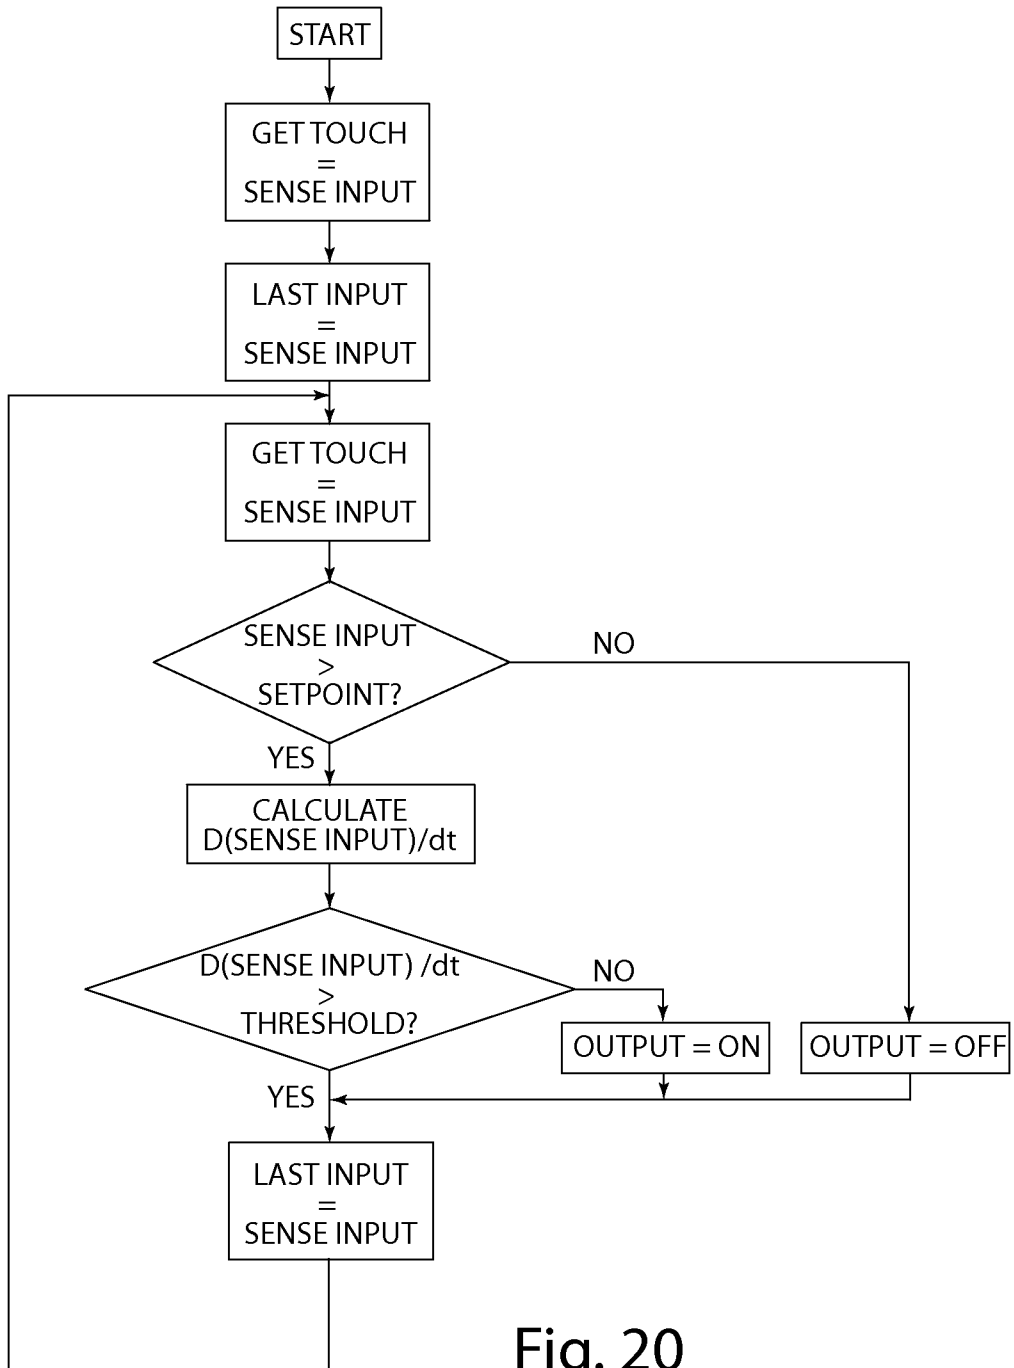 START
GET TOUCH
=
SENSE INPUT
LAST INPUT
=
SENSE INPUT
GET TOUCH
=
SENSE INPUT
SENSE INPUT
>
SETPOINT?
NO
YES
CALCULATE
D(SENSE INPUT)/dt
D(SENSE INPUT) /dt
>
THRESHOLD?
NO
OUTPUT = ON
OUTPUT = OFF
YES
LAST INPUT
=
SENSE INPUT
Fig. 20